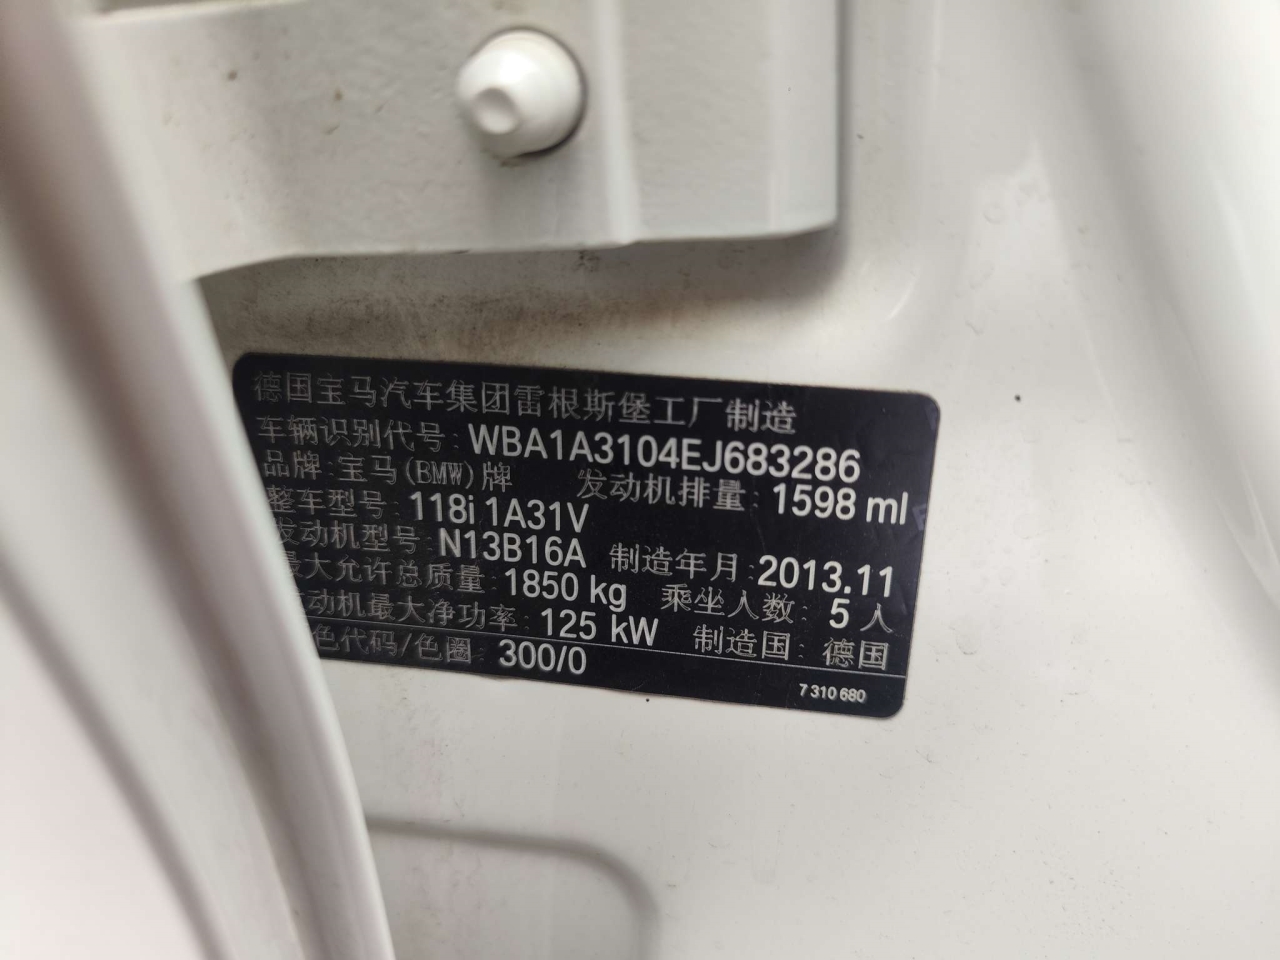 德国宝马汽车集团雷根斯堡工厂制造
车辆识别代号: WBA1A3104EJ683286
品牌: 宝马(BMW)牌 发动机排量: 1598 ml
整车型号: 118i 1A31V
发动机型号: N13B16A 制造年月: 2013.11
最大允许总质量: 1850 kg 乘坐人数: 5 人
动机最大净功率: 125 kW 制造国: 德国
色代码/色圈: 300/0
7 310 680